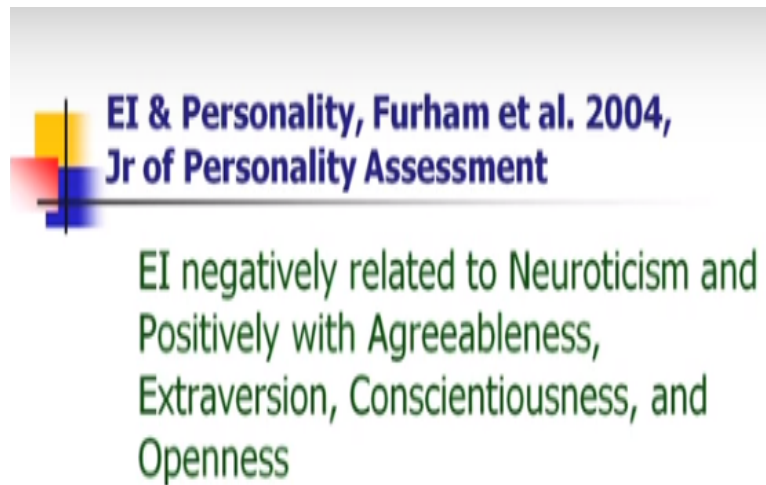 EI & Personality, Furham et al. 2004,
Jr of Personality Assessment
EI negatively related to Neuroticism and
Positively with Agreeableness,
Extraversion, Conscientiousness, and
Openness